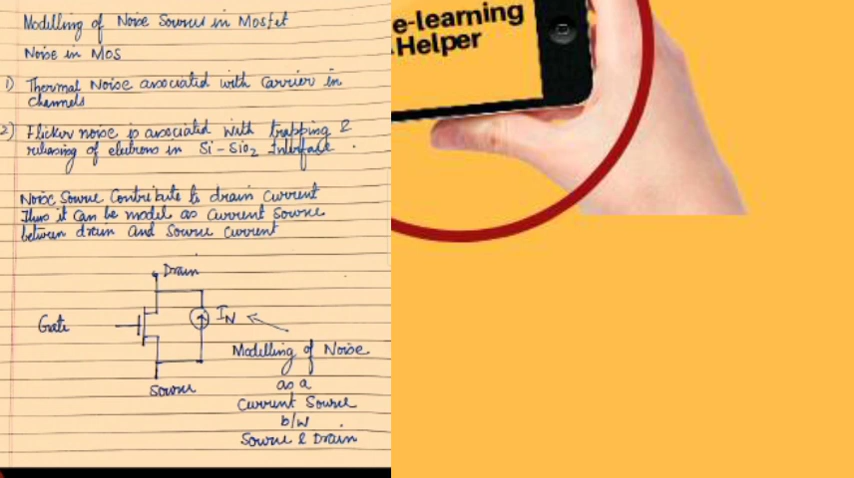 Modelling of Noise Sources in Mosfet
Noise in MOS
1) Thermal Noise associated with Carrier in
channels
2) Flicker noise is associated with trapping &
releasing of electrons in Si-SiO2 Interface.
Noise Source Contribute to drain Current
Thus it can be model as Current Source
between drain and Source Current
Drain
Gate
IN
Source
Modelling of Noise
as a
Current Source
b/w
Source & Drain
e-learning
Helper